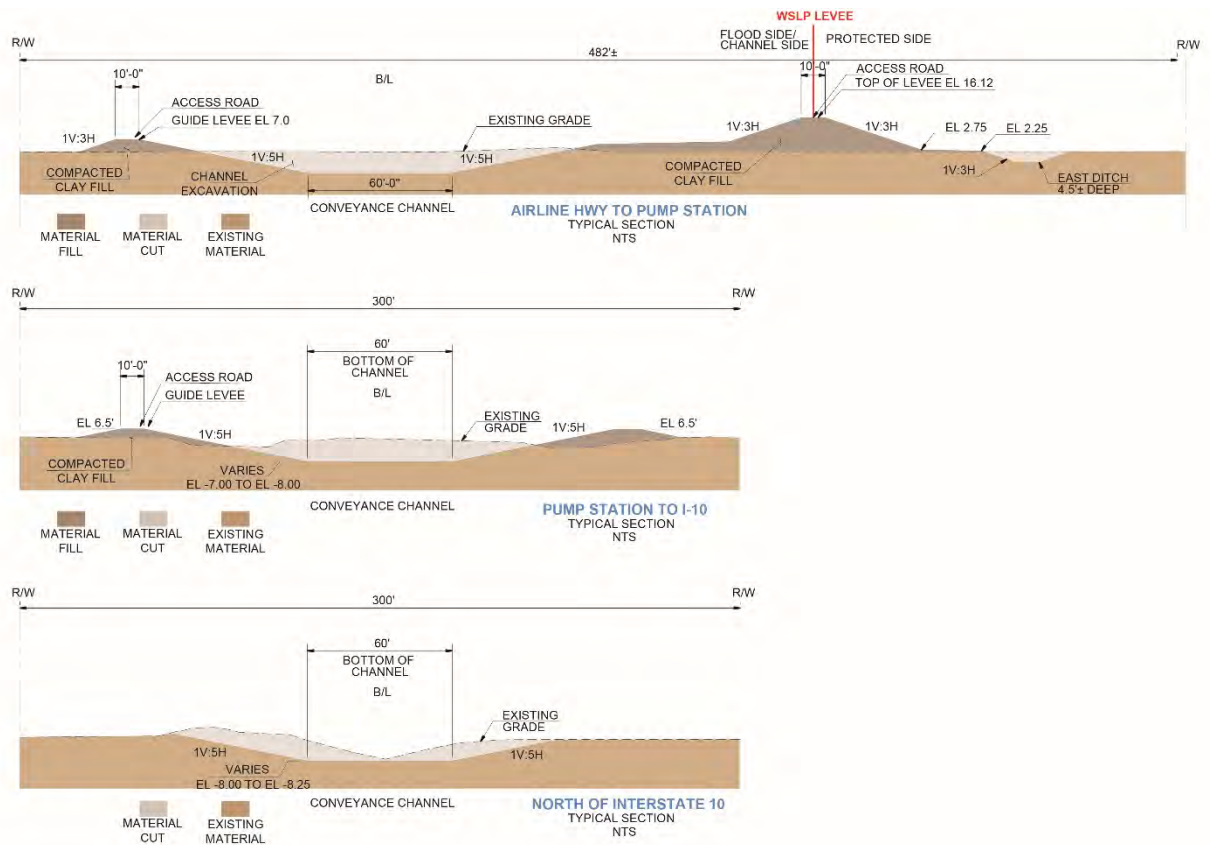 WSLP LEVEE
R/W
FLOOD SIDE/
CHANNEL SIDE
PROTECTED SIDE
R/W
482'±
10'-0"
B/L
10'-0"
ACCESS ROAD
TOP OF LEVEE EL 16.12
ACCESS ROAD
GUIDE LEVEE EL 7.0
EXISTING GRADE
1V:3H
1V:3H
1V:3H
EL 2.75
EL 2.25
1V:5H
1V:5H
COMPACTED
CLAY FILL
CHANNEL
EXCAVATION
60'-0"
COMPACTED
CLAY FILL
1V:3H
EAST DITCH
4.5'± DEEP
CONVEYANCE CHANNEL
AIRLINE HWY TO PUMP STATION
TYPICAL SECTION
NTS
MATERIAL
FILL
MATERIAL
CUT
EXISTING
MATERIAL
R/W
R/W
300'
60'
BOTTOM OF
CHANNEL
B/L
10'-0"
ACCESS ROAD
GUIDE LEVEE
EL 6.5'
1V:5H
EXISTING
GRADE
1V:5H
EL 6.5'
COMPACTED
CLAY FILL
VARIES
EL -7.00 TO EL -8.00
CONVEYANCE CHANNEL
PUMP STATION TO I-10
TYPICAL SECTION
NTS
MATERIAL
FILL
MATERIAL
CUT
EXISTING
MATERIAL
R/W
R/W
300'
60'
BOTTOM OF
CHANNEL
B/L
EXISTING
GRADE
1V:5H
1V:5H
VARIES
EL -8.00 TO EL -8.25
CONVEYANCE CHANNEL
NORTH OF INTERSTATE 10
TYPICAL SECTION
NTS
MATERIAL
CUT
EXISTING
MATERIAL